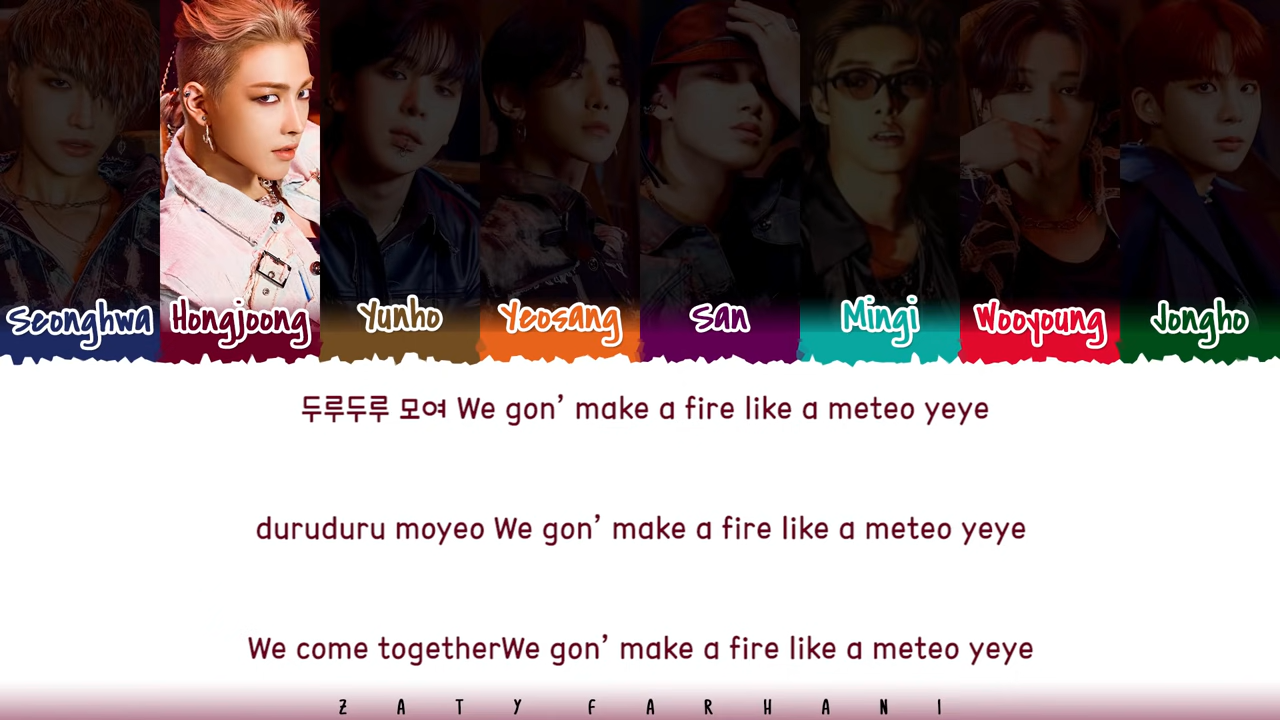 Seonghwa Hongjoong Yunho Yeosang San Mingi Wooyoung Jongho
두루두루 모여 We gon’ make a fire like a meteo yeye
duruduru moyeo We gon’ make a fire like a meteo yeye
We come togetherWe gon’ make a fire like a meteo yeye
ZATY FARHANI